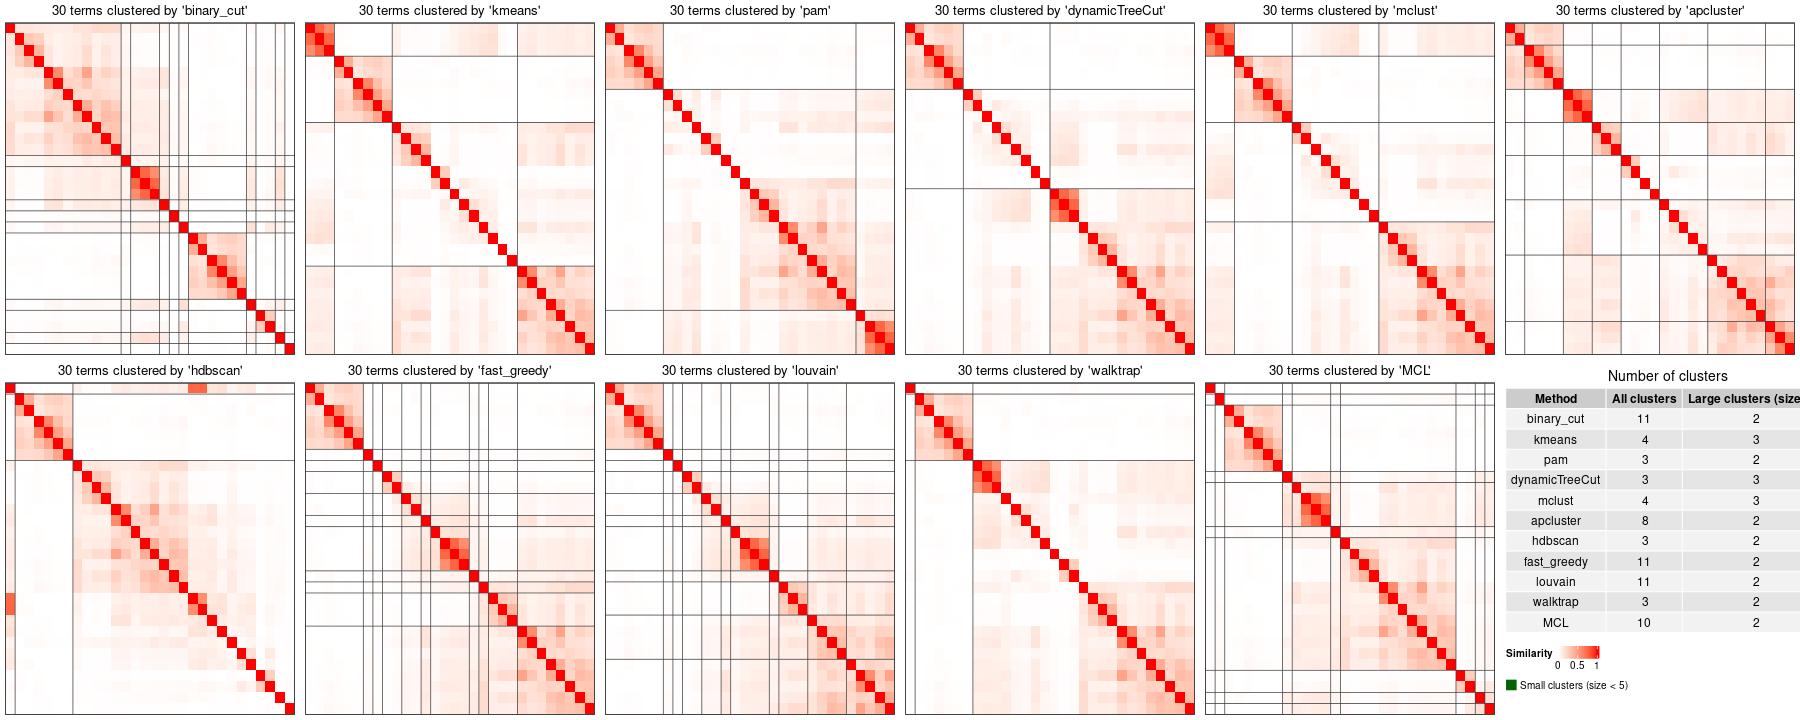 30 terms clustered by 'binary_cut'
30 terms clustered by 'kmeans'
30 terms clustered by 'pam'
30 terms clustered by 'dynamicTreeCut'
30 terms clustered by 'mclust'
30 terms clustered by 'apcluster'
30 terms clustered by 'hdbscan'
30 terms clustered by 'fast_greedy'
30 terms clustered by 'louvain'
30 terms clustered by 'walktrap'
30 terms clustered by 'MCL'
Number of clusters
Method All clusters Large clusters (size
binary_cut 11 2
kmeans 4 3
pam 3 2
dynamicTreeCut 3 3
mclust 4 3
apcluster 8 2
hdbscan 3 2
fast_greedy 11 2
louvain 11 2
walktrap 3 2
MCL 10 2
Similarity
0 0.5 1
Small clusters (size < 5)